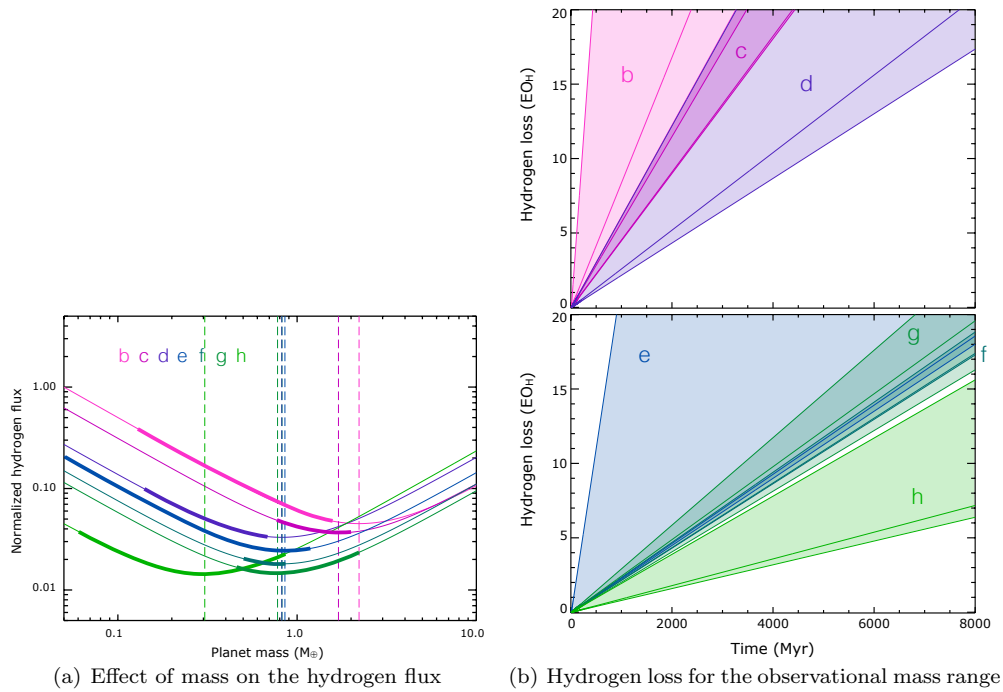 Normalized hydrogen flux
1.00
0.10
0.01
b c d e f g h
0.1
1.0
10.0
Planet mass (M⊕)
(a) Effect of mass on the hydrogen flux
Hydrogen loss (EOH)
20
15
10
5
0
b
c
d
Hydrogen loss (EOH)
20
15
10
5
0
e
g
f
h
0
2000
4000
6000
8000
Time (Myr)
(b) Hydrogen loss for the observational mass range